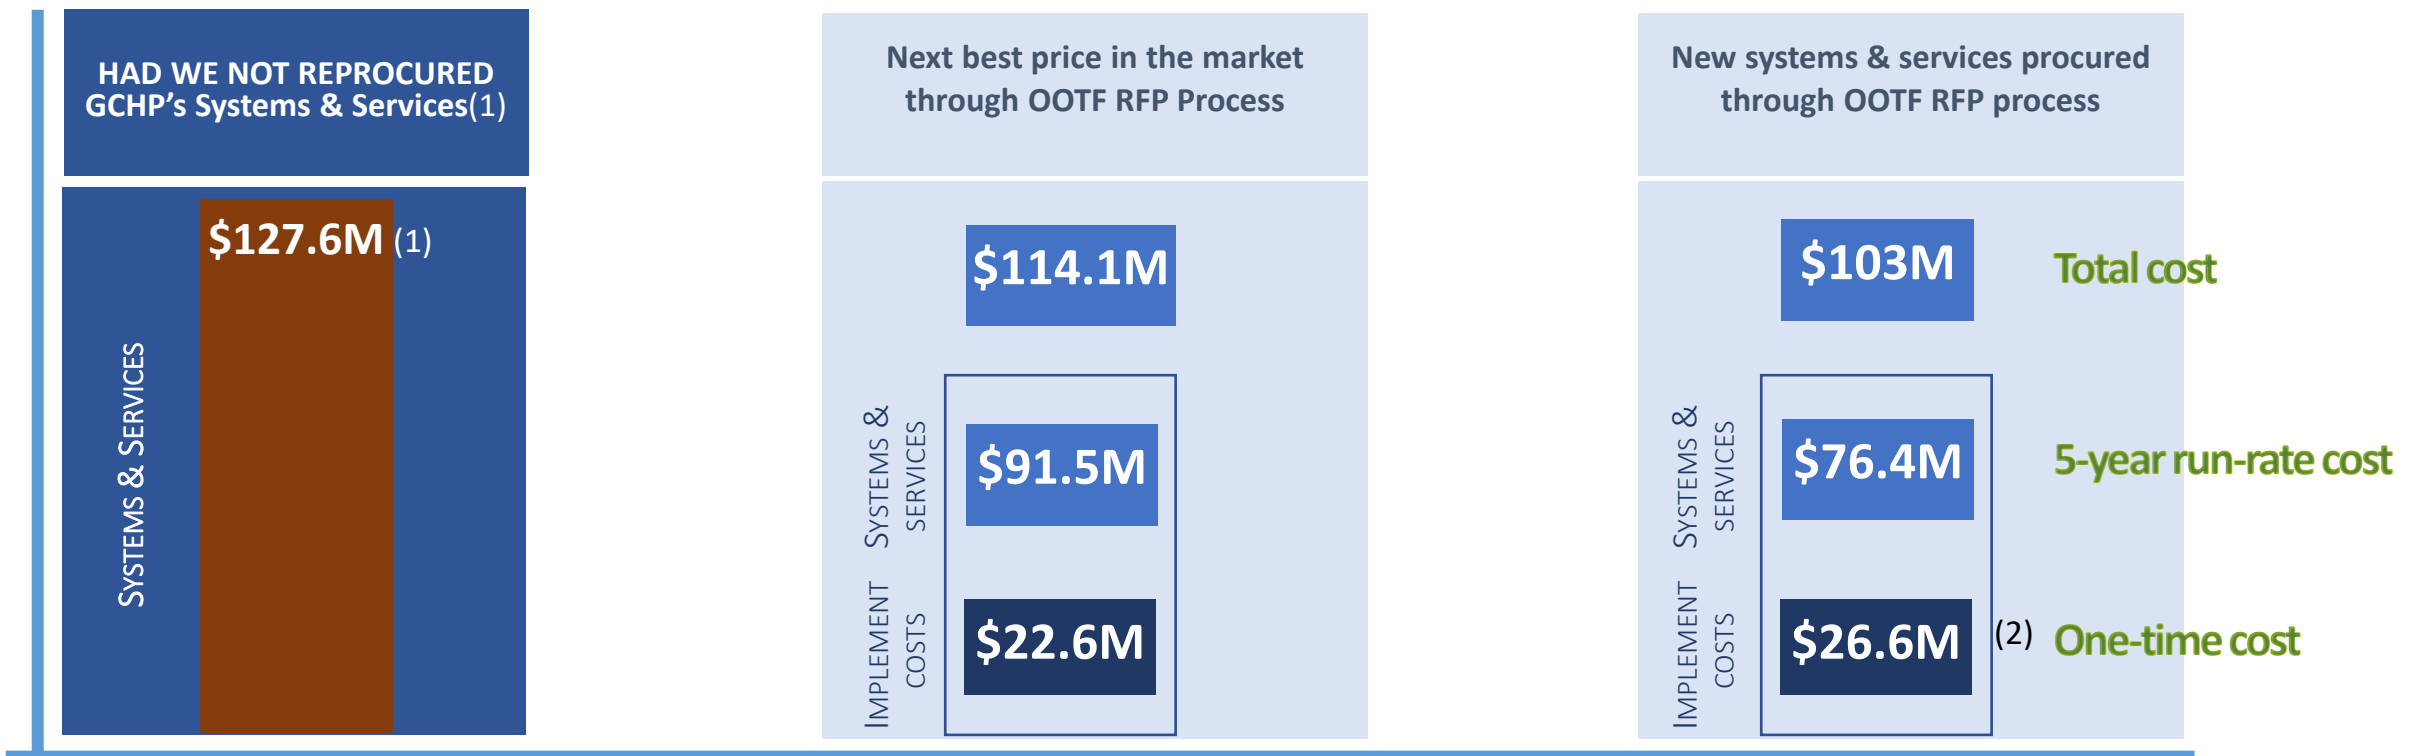 HAD WE NOT REPROCURED
GCHP's Systems & Services(1)
$127.6M (1)
SYSTEMS & SERVICES
Next best price in the market
through OOTF RFP Process
$114.1M
SYSTEMS &
SERVICES
$91.5M
IMPLEMENT
COSTS
$22.6M
New systems & services procured
through OOTF RFP process
$103M
Total cost
SYSTEMS &
SERVICES
$76.4M
5-year run-rate cost
IMPLEMENT
COSTS
$26.6M (2)
One-time cost